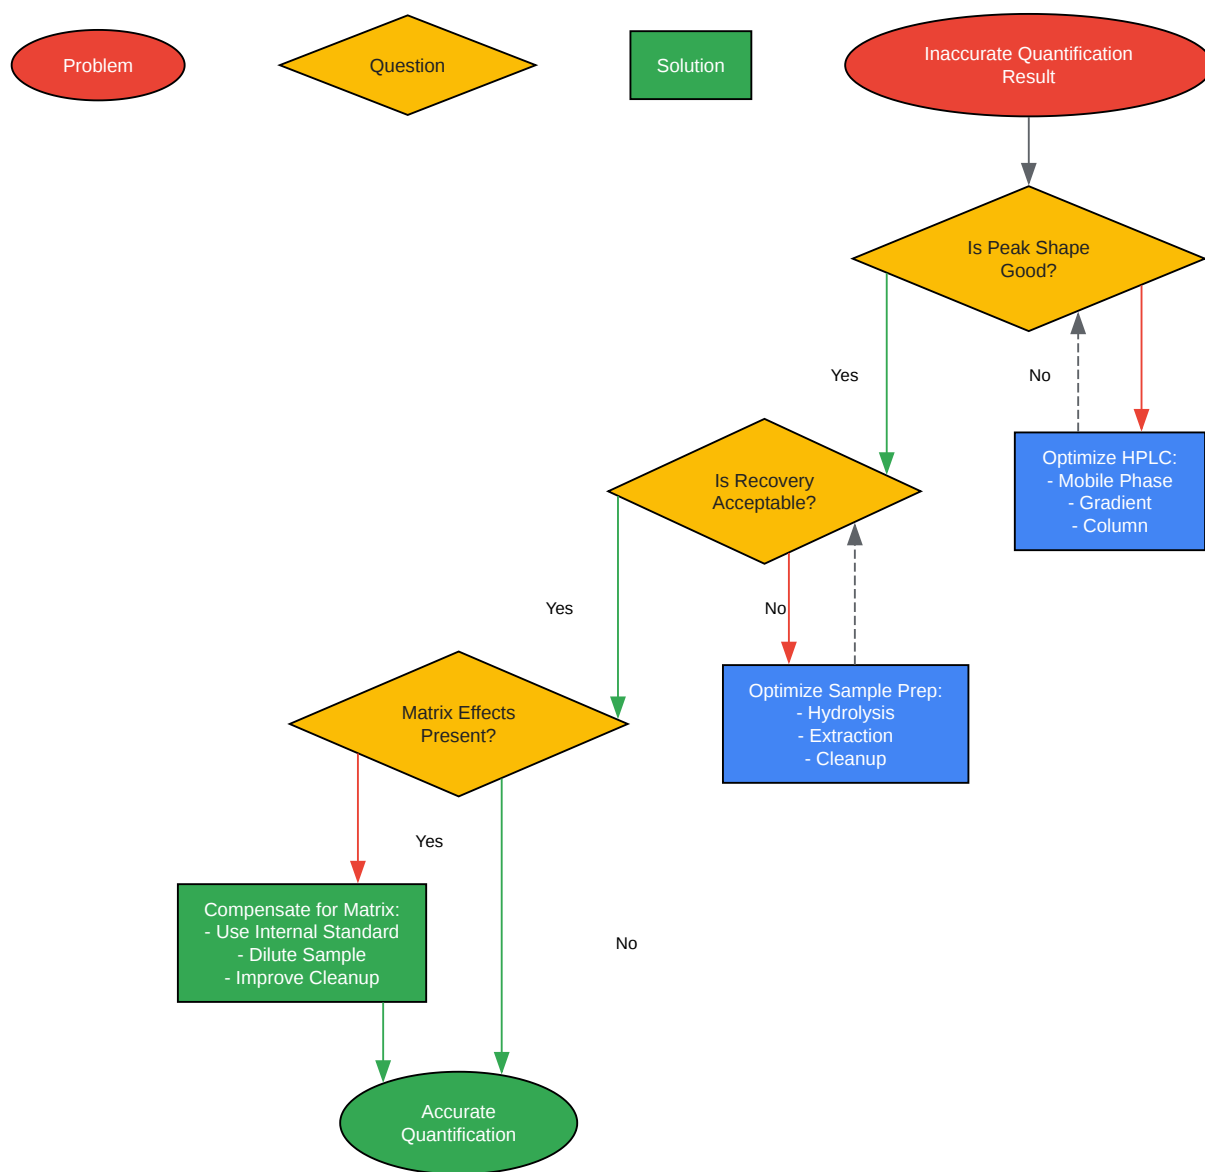 Problem
Question
Solution
Inaccurate Quantification
Result
Is Peak Shape
Good?
Yes
No
Optimize HPLC:
- Mobile Phase
- Gradient
- Column
Is Recovery
Acceptable?
Yes
No
Optimize Sample Prep:
- Hydrolysis
- Extraction
- Cleanup
Matrix Effects
Present?
Yes
No
Compensate for Matrix:
- Use Internal Standard
- Dilute Sample
- Improve Cleanup
Accurate
Quantification